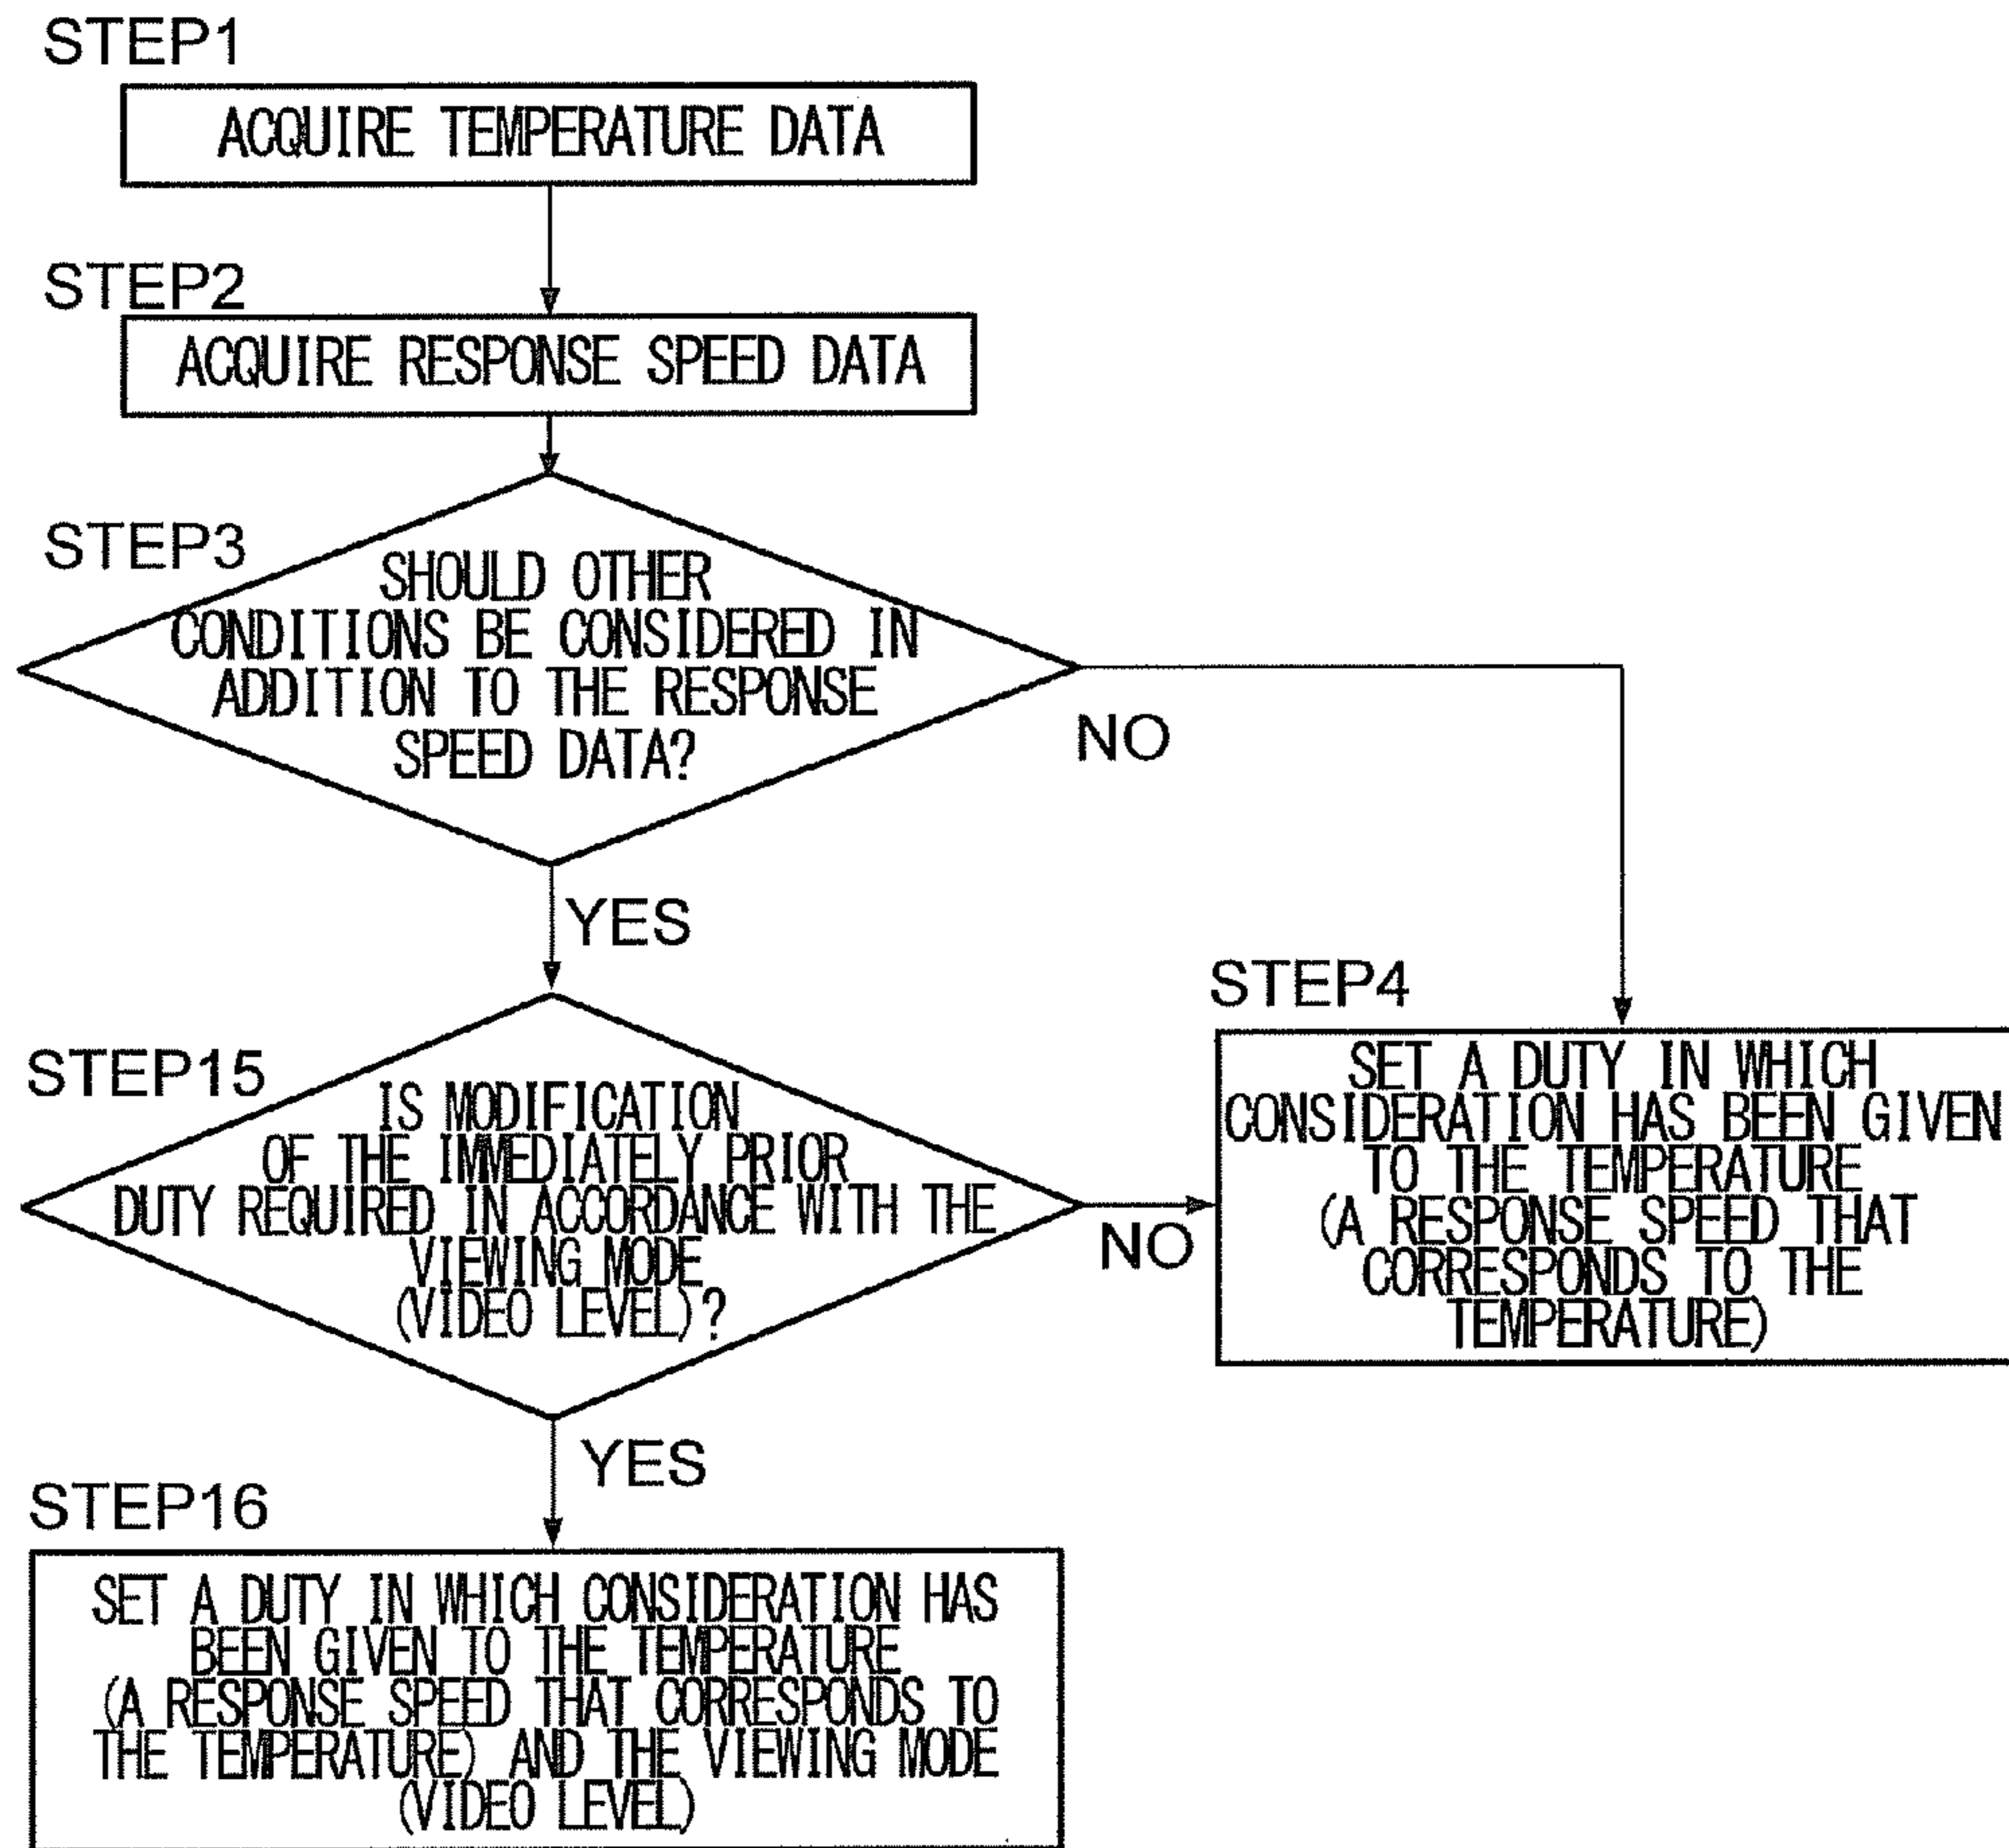 STEP1
ACQUIRE TEMPERATURE DATA
STEP2
ACQUIRE RESPONSE SPEED DATA
STEP3
SHOULD OTHER
CONDITIONS BE CONSIDERED IN
ADDITION TO THE RESPONSE
SPEED DATA?
NO
YES
STEP4
SET A DUTY IN WHICH
CONSIDERATION HAS BEEN GIVEN
TO THE TEMPERATURE
(A RESPONSE SPEED THAT
CORRESPONDS TO THE
TEMPERATURE)
STEP15
IS MODIFICATION
OF THE IMMEDIATELY PRIOR
DUTY REQUIRED IN ACCORDANCE WITH THE
VIEWING MODE
(VIDEO LEVEL)?
NO
YES
STEP16
SET A DUTY IN WHICH CONSIDERATION HAS
BEEN GIVEN TO THE TEMPERATURE
(A RESPONSE SPEED THAT CORRESPONDS TO
THE TEMPERATURE) AND THE VIEWING MODE
(VIDEO LEVEL)